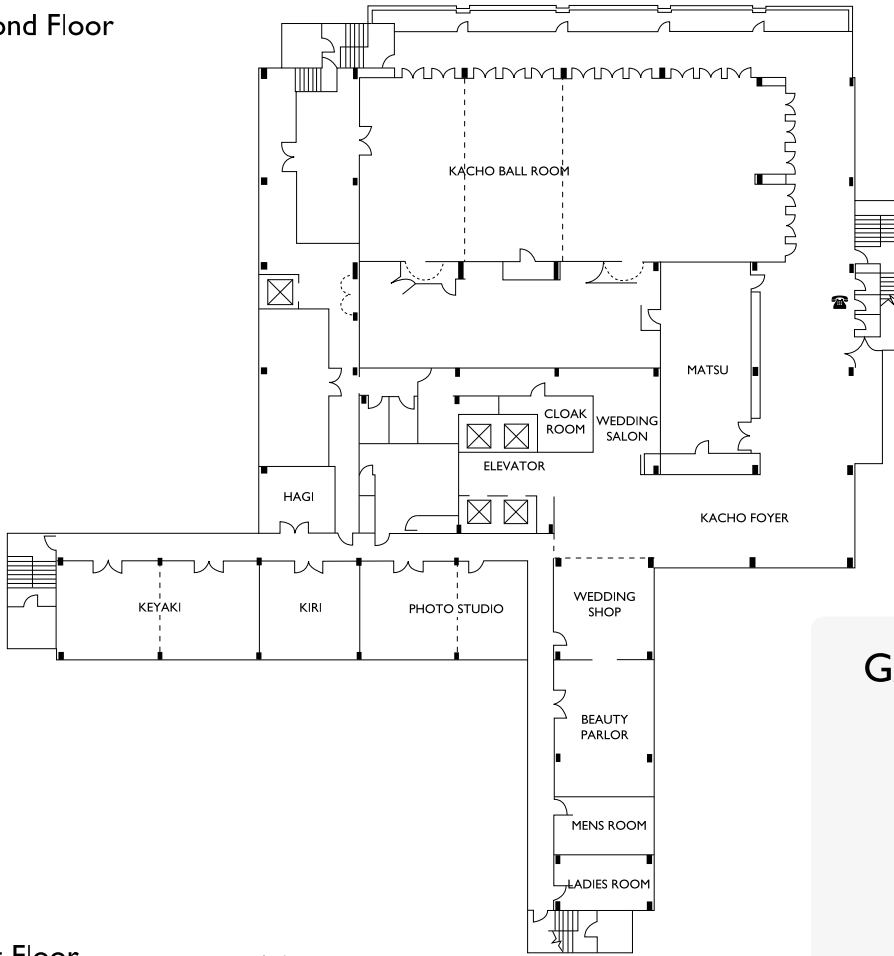 ond Floor
KACHO BALL ROOM
MATSU
CLOAK
ROOM
WEDDING
SALON
ELEVATOR
HAGI
KACHO FOYER
KEYAKI
KIRI
PHOTO STUDIO
WEDDING
SHOP
G
BEAUTY
PARLOR
MENS ROOM
LADIES ROOM
Floor